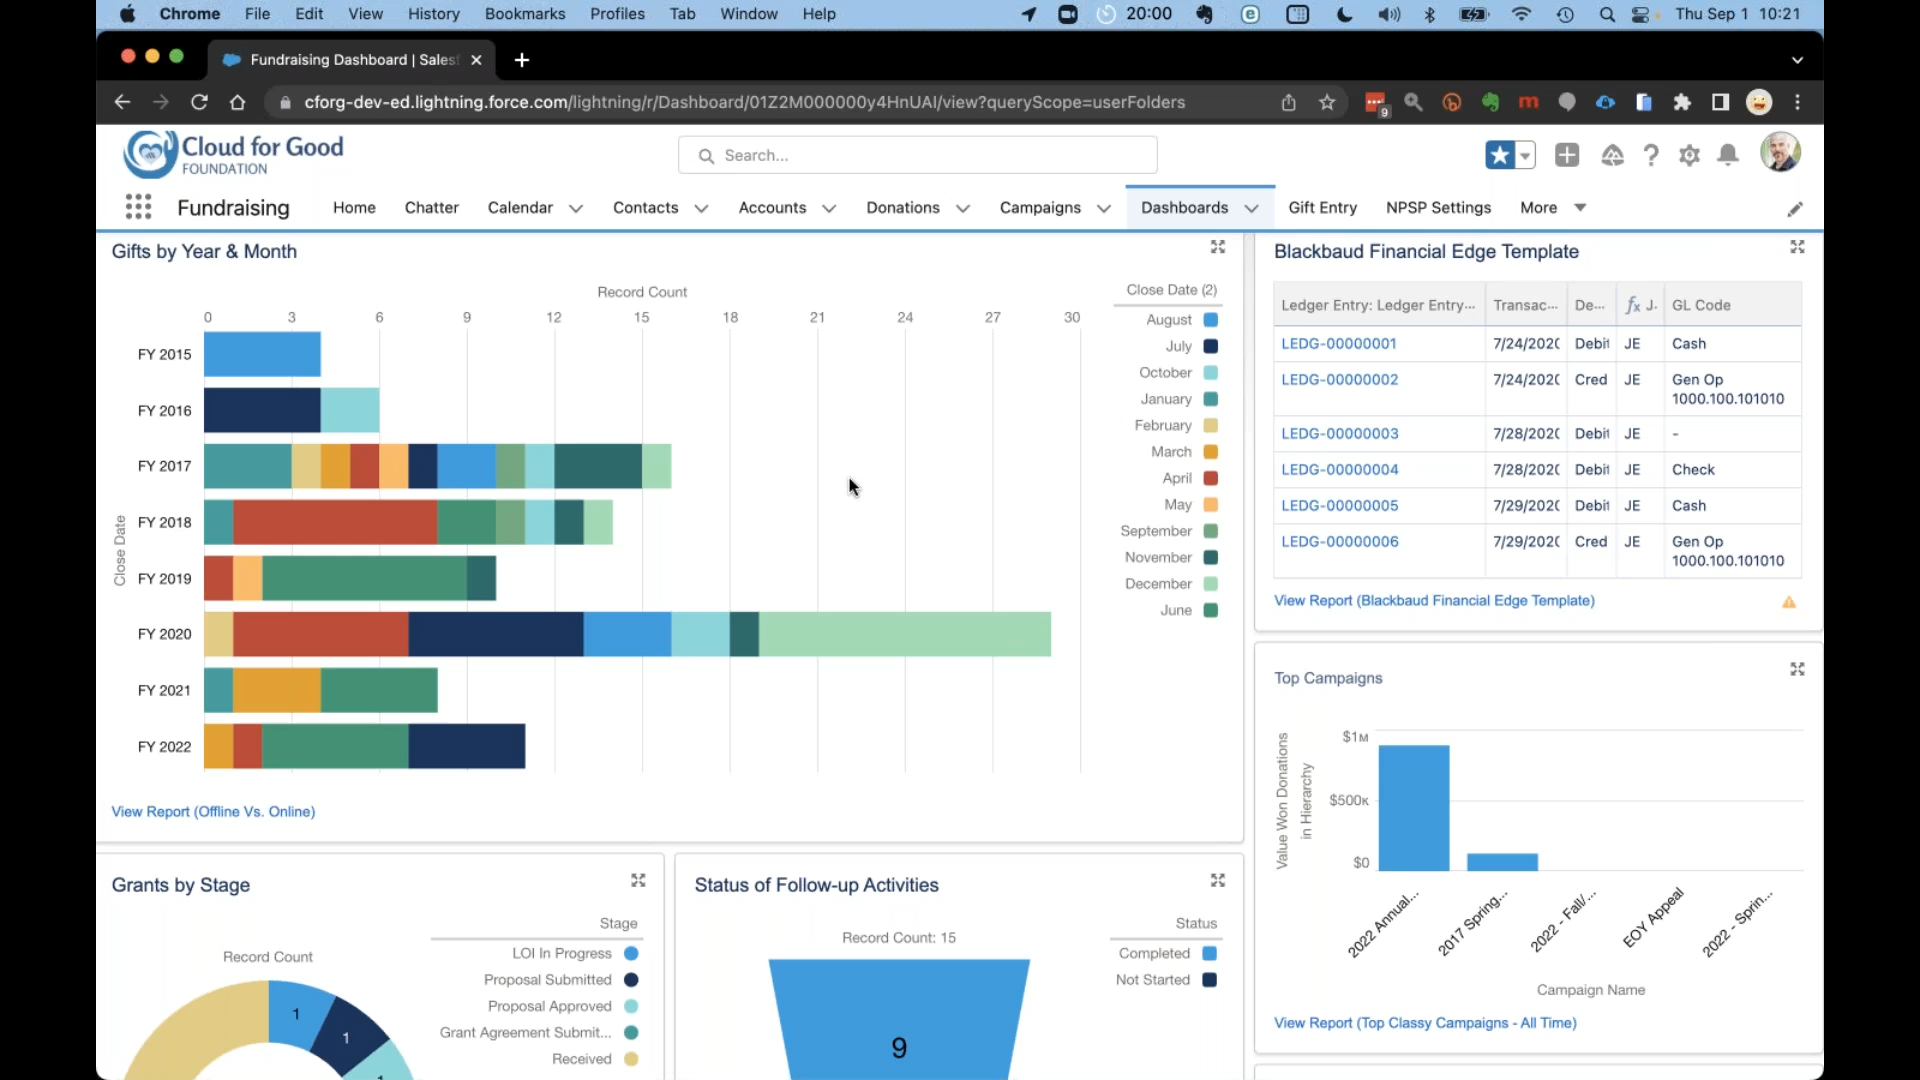 Chrome File Edit View History Bookmarks Profiles Tab Window Help 20:00 Thu Sep 1 10:21
Fundraising Dashboard | Sales
cforg-dev-ed.lightning.force.com/lightning/r/Dashboard/01Z2M000000y4HnUAI/view?queryScope=userFolders
9
Cloud for Good
FOUNDATION
Search...
Fundraising Home Chatter Calendar Contacts Accounts Donations Campaigns Dashboards Gift Entry NPSP Settings More
Gifts by Year & Month
Record Count
0 3 6 9 12 15 18 21 24 27 30
Close Date
FY 2015
FY 2016
FY 2017
FY 2018
FY 2019
FY 2020
FY 2021
FY 2022
Close Date (2)
August
July
October
January
February
March
April
May
September
November
December
June
View Report (Offline Vs. Online)
Blackbaud Financial Edge Template
Ledger Entry: Ledger Entry... Transac... De... fx J. GL Code
LEDG-00000001 7/24/2020 Debit JE Cash
LEDG-00000002 7/24/2020 Cred JE Gen Op
1000.100.101010
LEDG-00000003 7/28/2020 Debit JE -
LEDG-00000004 7/28/2020 Debit JE Check
LEDG-00000005 7/29/2020 Debit JE Cash
LEDG-00000006 7/29/2020 Cred JE Gen Op
1000.100.101010
View Report (Blackbaud Financial Edge Template)
Top Campaigns
Value Won Donations
in Hierarchy
$1M
$500K
$0
2022 Annual...
2017 Spring...
2022 - Fall/...
EOY Appeal
2022 - Sprin...
Campaign Name
View Report (Top Classy Campaigns - All Time)
Grants by Stage
Record Count
1
1
1
Stage
LOI In Progress
Proposal Submitted
Proposal Approved
Grant Agreement Submit...
Received
Status of Follow-up Activities
Record Count: 15
9
Status
Completed
Not Started